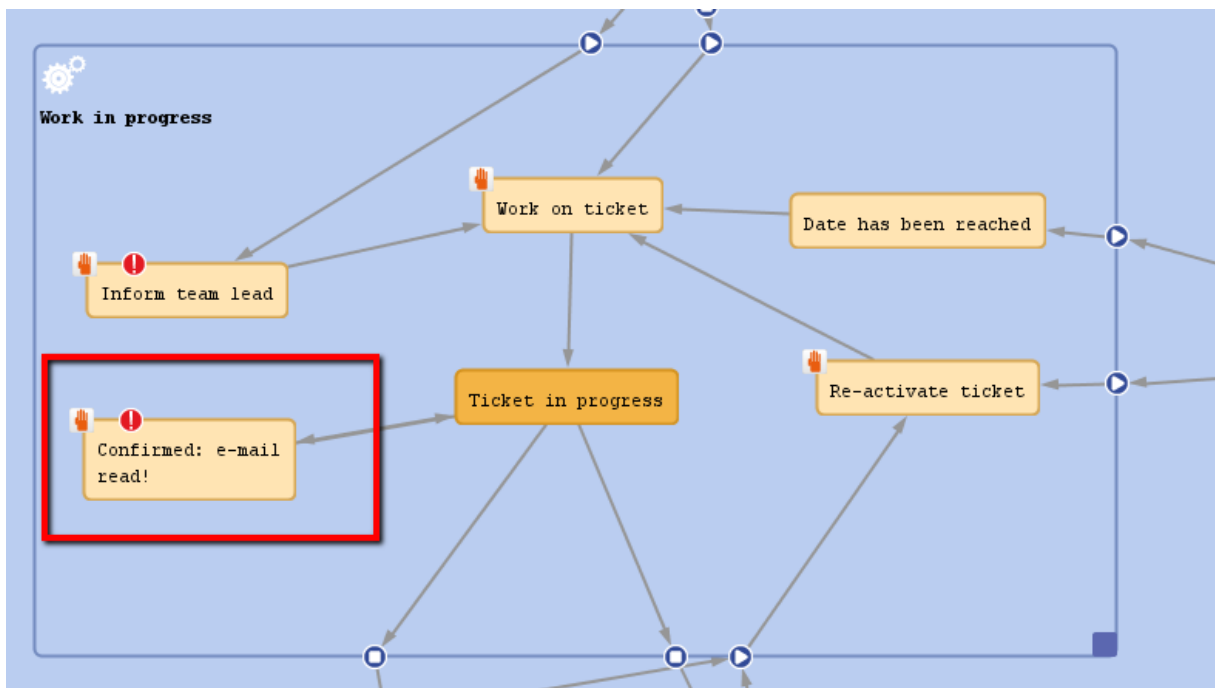 Work in progress
Work on ticket
Date has been reached
Inform team lead
Re-activate ticket
Ticket in progress
Confirmed: e-mail
read!